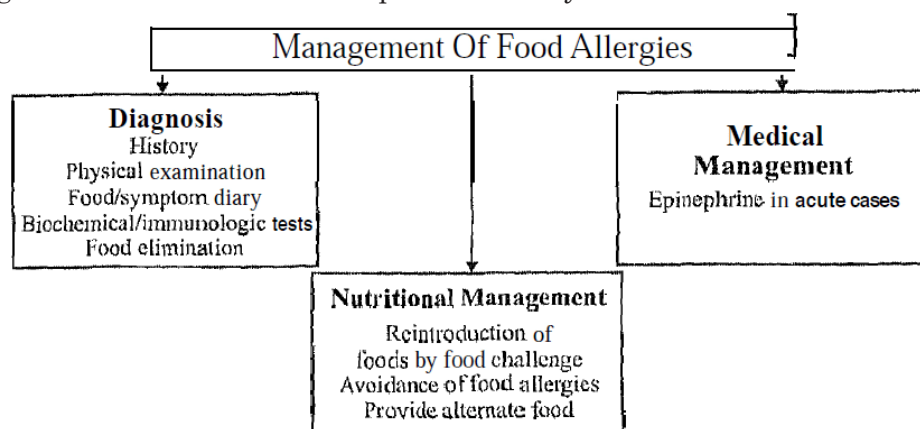 Management Of Food Allergies
Diagnosis
History
Physical examination
Food/symptom diary
Biochemical/immunologic tests
Food elimination
Medical
Management
Epinephrine in acute cases
Nutritional Management
Reintroduction of
foods by food challenge
Avoidance of food allergies
Provide alternate food